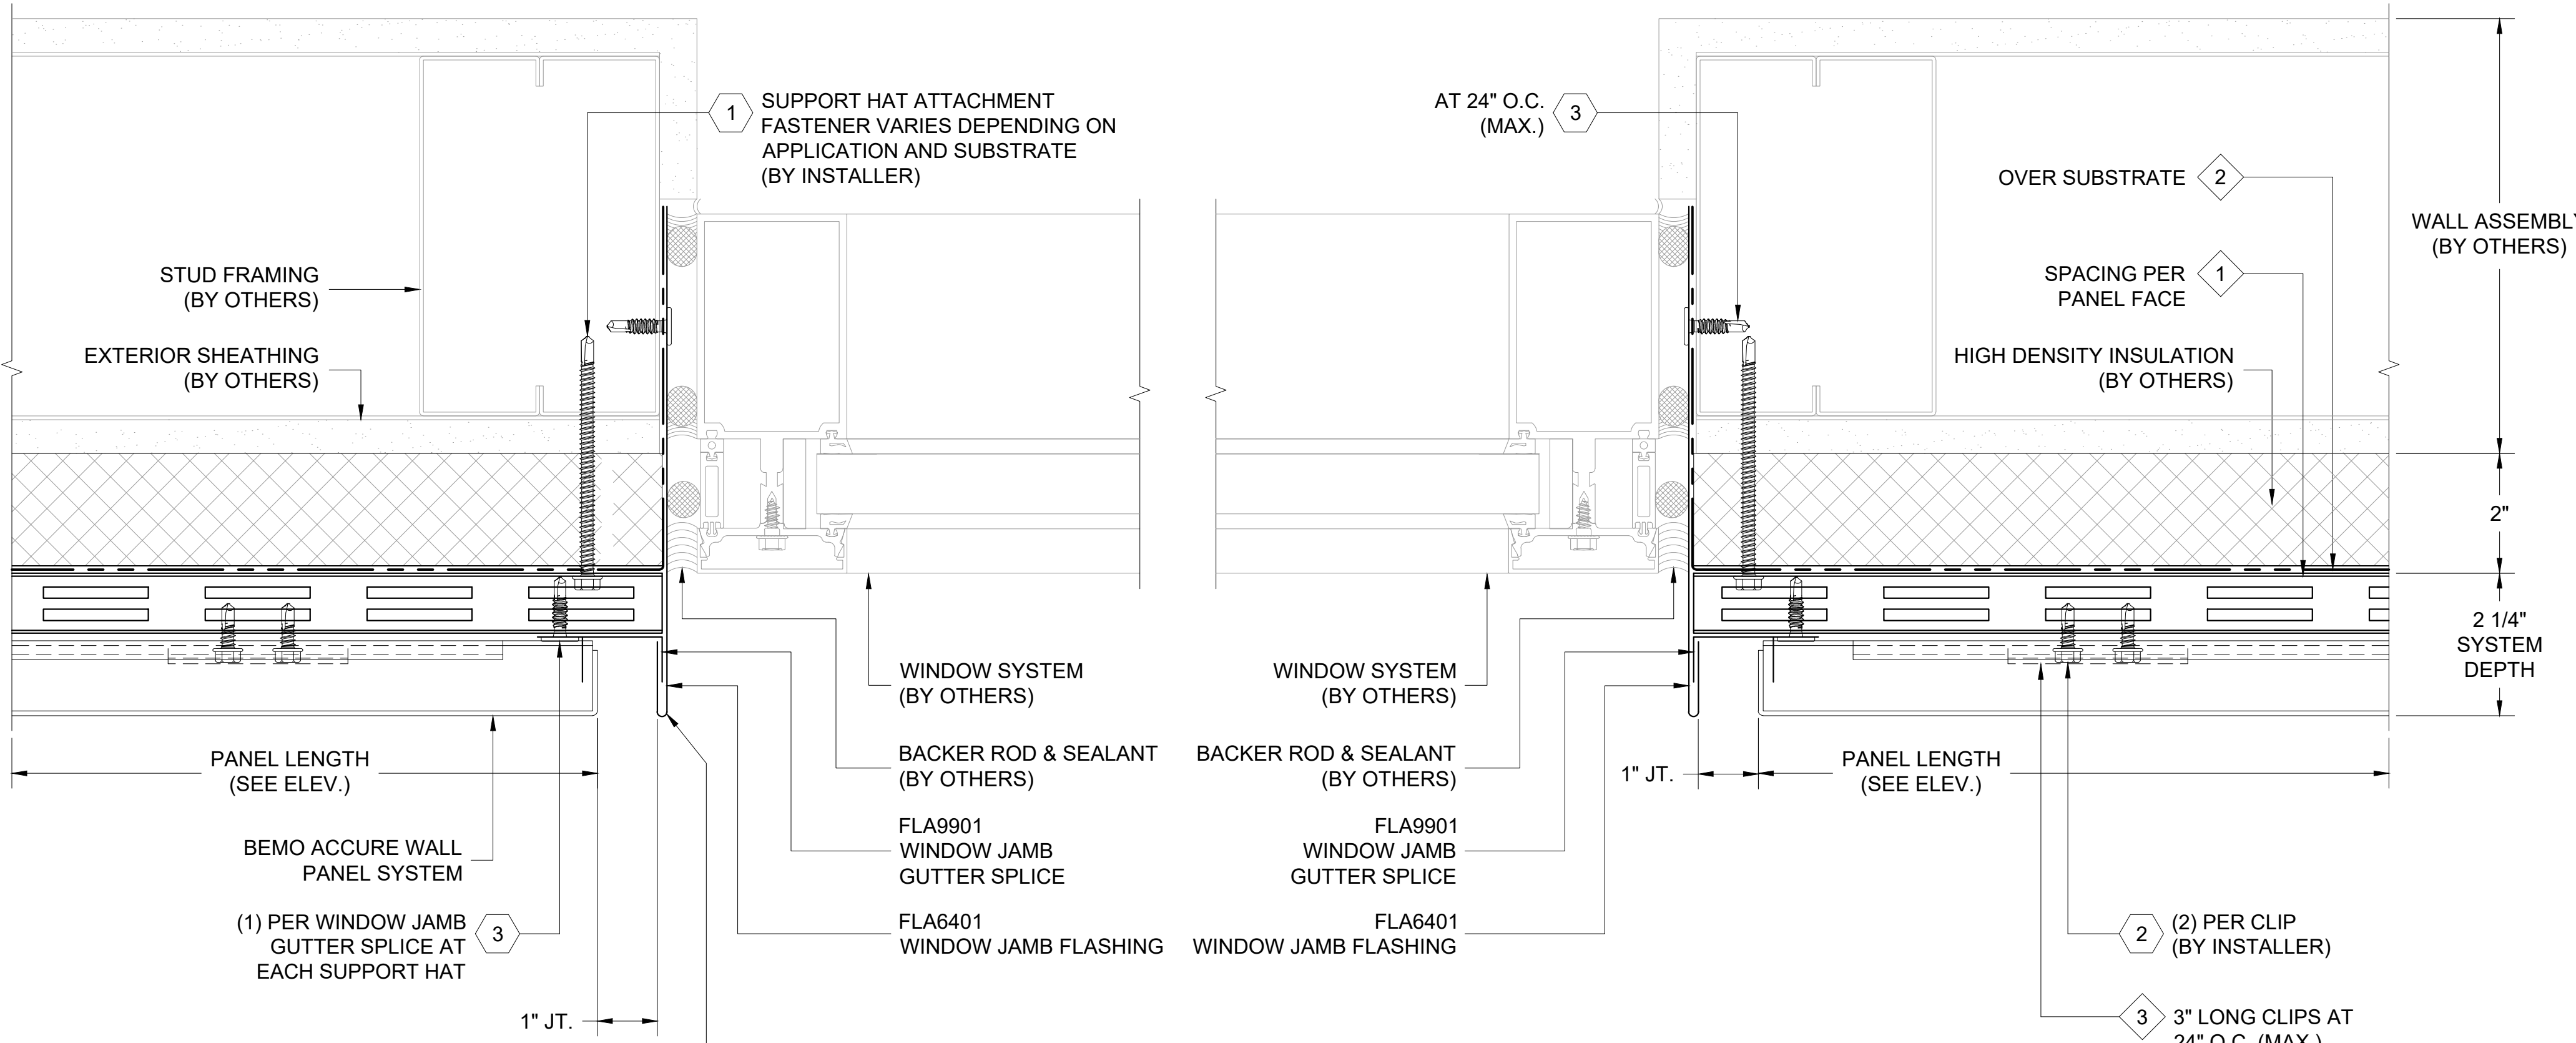 1
SUPPORT HAT ATTACHMENT
FASTENER VARIES DEPENDING ON
APPLICATION AND SUBSTRATE
(BY INSTALLER)
AT 24" O.C.
(MAX.)
3
OVER SUBSTRATE
2
WALL ASSEMBLY
(BY OTHERS)
STUD FRAMING
(BY OTHERS)
SPACING PER
PANEL FACE
1
EXTERIOR SHEATHING
(BY OTHERS)
HIGH DENSITY INSULATION
(BY OTHERS)
2"
2 1/4"
SYSTEM
DEPTH
WINDOW SYSTEM
(BY OTHERS)
WINDOW SYSTEM
(BY OTHERS)
PANEL LENGTH
(SEE ELEV.)
BACKER ROD & SEALANT
(BY OTHERS)
BACKER ROD & SEALANT
(BY OTHERS)
1" JT.
PANEL LENGTH
(SEE ELEV.)
BEMO ACCURE WALL
PANEL SYSTEM
FLA9901
WINDOW JAMB
GUTTER SPLICE
FLA9901
WINDOW JAMB
GUTTER SPLICE
(1) PER WINDOW JAMB
GUTTER SPLICE AT
EACH SUPPORT HAT
3
FLA6401
WINDOW JAMB FLASHING
FLA6401
WINDOW JAMB FLASHING
2
(2) PER CLIP
(BY INSTALLER)
1" JT.
3
3" LONG CLIPS AT
24" O.C. (MAX.)